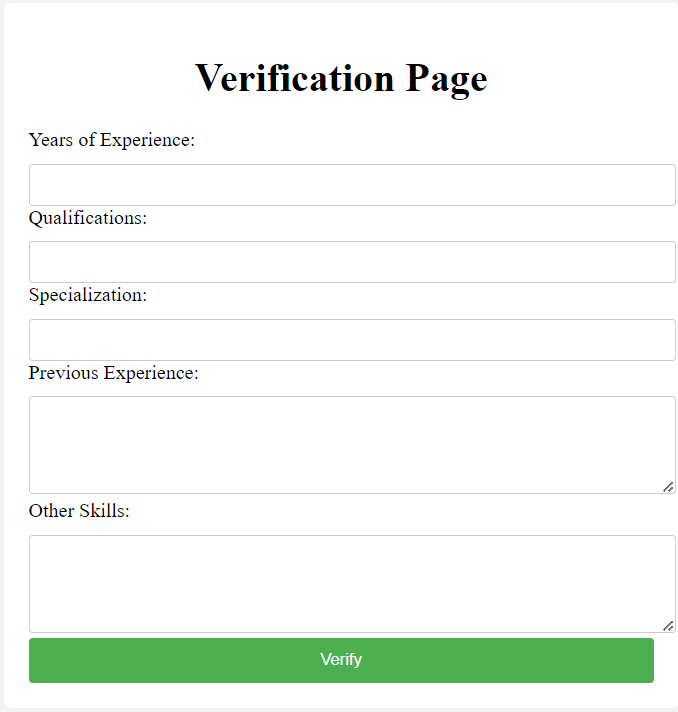 Verification Page
Years of Experience:
Qualifications:
Specialization:
Previous Experience:
Other Skills:
Verify